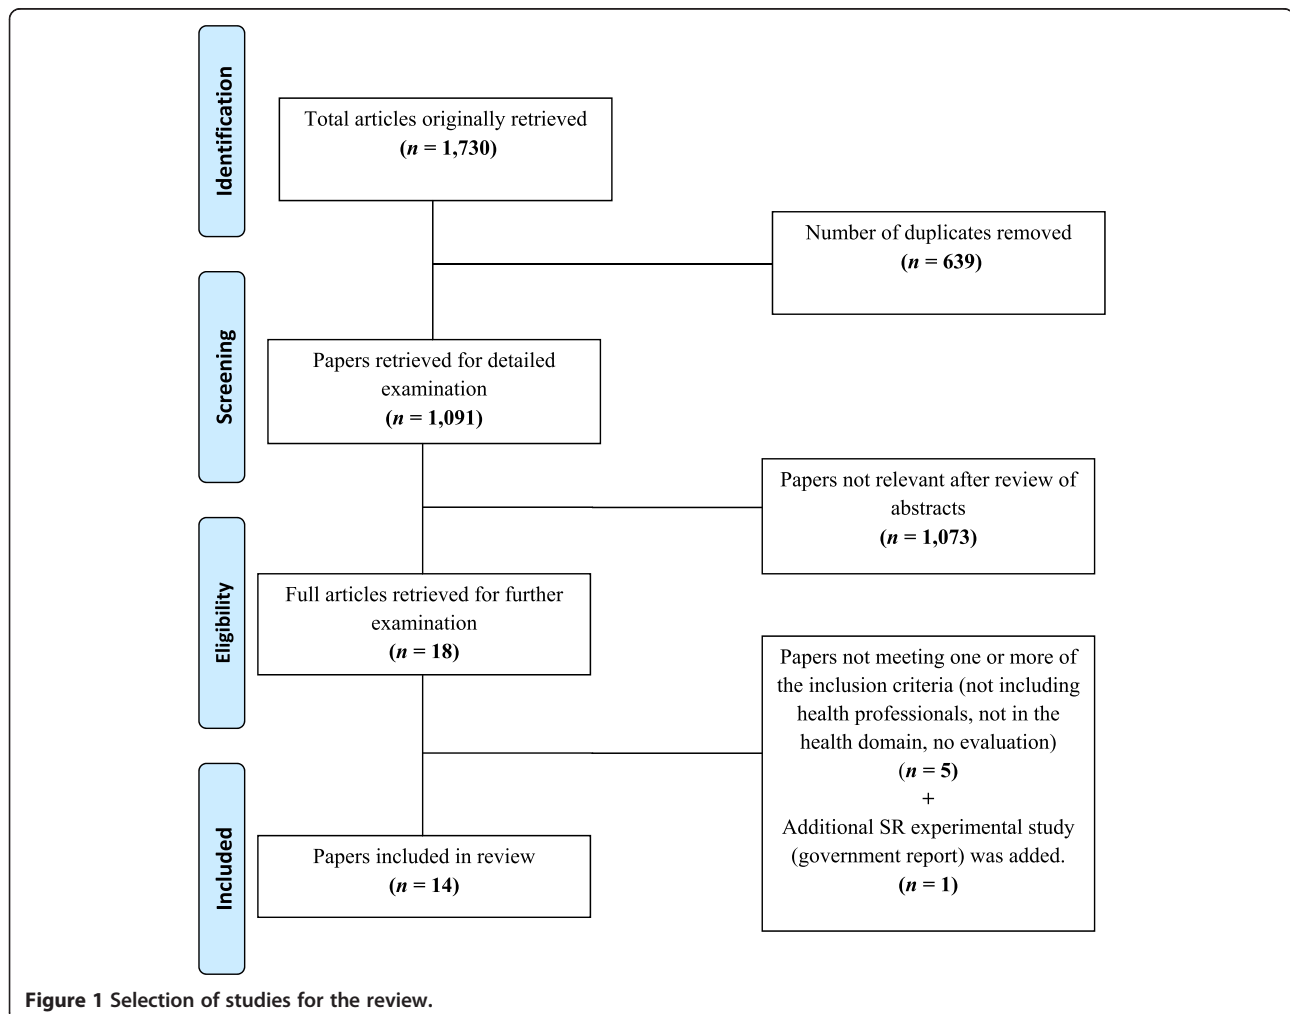 Identification
Total articles originally retrieved
(n = 1,730)
Number of duplicates removed
(n = 639)
Screening
Papers retrieved for detailed
examination
(n = 1,091)
Papers not relevant after review of
abstracts
(n = 1,073)
Eligibility
Full articles retrieved for further
examination
(n = 18)
Papers not meeting one or more of
the inclusion criteria (not including
health professionals, not in the
health domain, no evaluation)
(n = 5)
+
Additional SR experimental study
(government report) was added.
(n = 1)
Included
Papers included in review
(n = 14)
Figure 1 Selection of studies for the review.